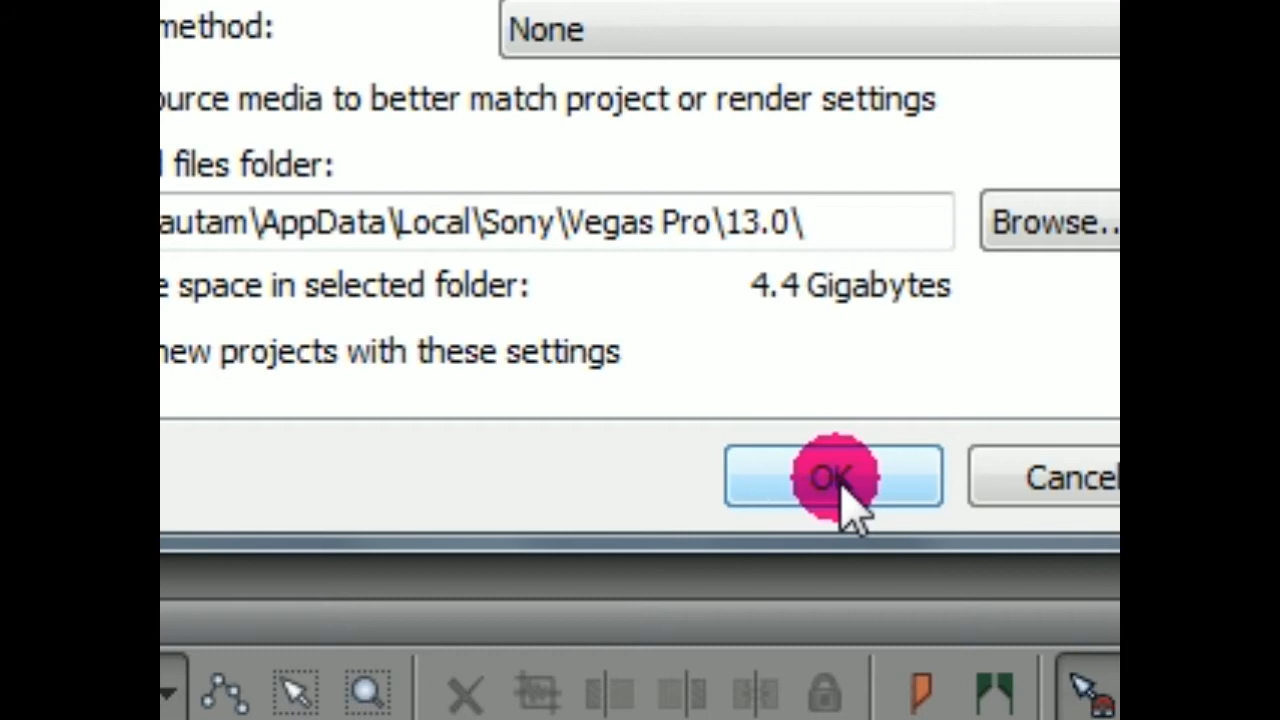 method: None
ource media to better match project or render settings
files folder:
autam\AppData\Local\Sony\Vegas Pro\13.0\ Browse..
e space in selected folder: 4.4 Gigabytes
new projects with these settings
OK Cancel